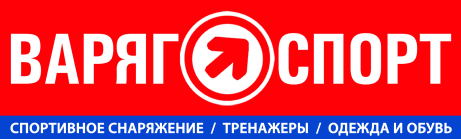 ВАРЯГ СПОРТ
СПОРТИВНОЕ СНАРЯЖЕНИЕ / ТРЕНАЖЕРЫ / ОДЕЖДА И ОБУВЬ